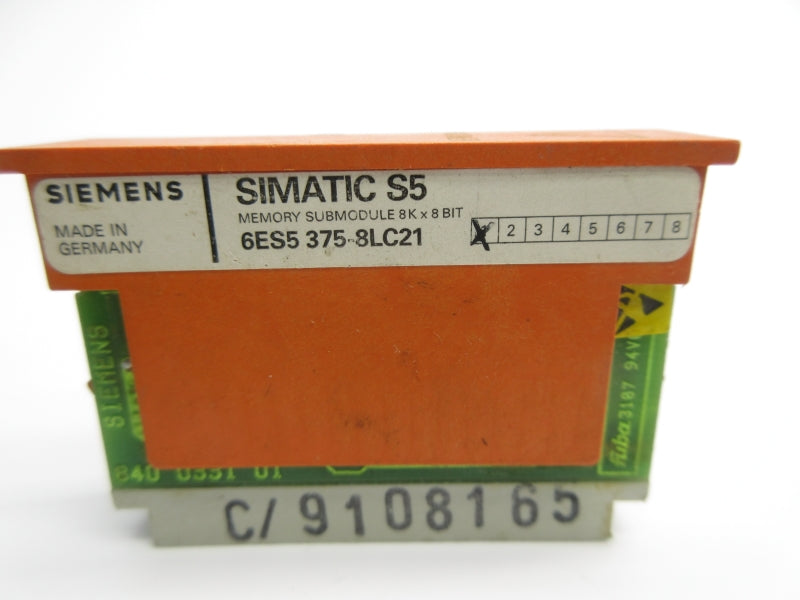 SIEMENS
SIMATIC S5
MEMORY SUBMODULE 8K x 8 BIT
MADE IN
GERMANY
6ES5 375-8LC21
2 3 4 5 6 7 8
SIEMENS
fuba 3187 94V
840 0331 01
C/9108165